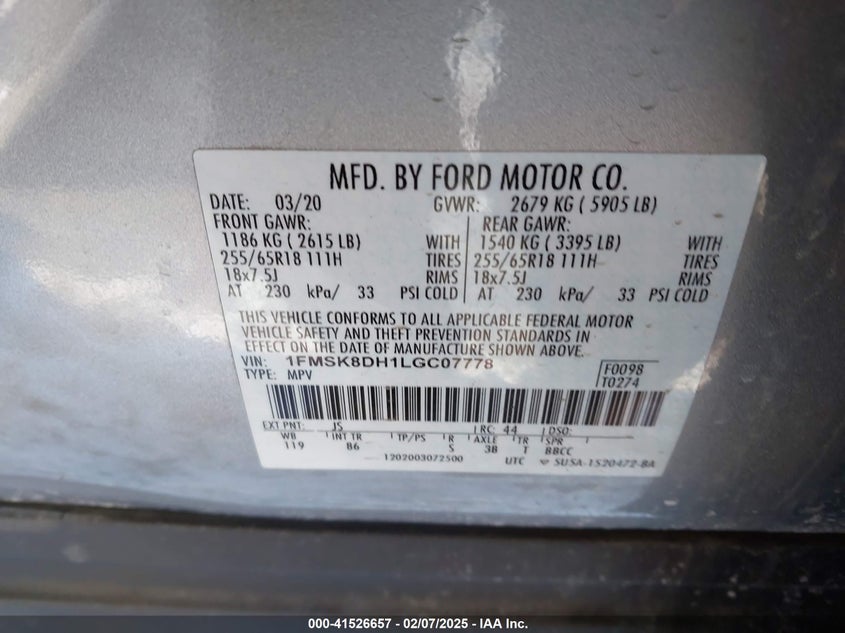 MFD. BY FORD MOTOR CO.
DATE: 03/20 GVWR: 2679 KG ( 5905 LB)
FRONT GAWR: REAR GAWR:
1186 KG ( 2615 LB) WITH 1540 KG ( 3395 LB) WITH
255/65R18 111H TIRES 255/65R18 111H TIRES
18x7.5J RIMS 18x7.5J RIMS
AT 230 kPa/ 33 PSI COLD AT 230 kPa/ 33 PSI COLD
THIS VEHICLE CONFORMS TO ALL APPLICABLE FEDERAL MOTOR
VEHICLE SAFETY AND THEFT PREVENTION STANDARDS IN
EFFECT ON THE DATE OF MANUFACTURE SHOWN ABOVE.
VIN: 1FMSK8DH1LGC07778 F0098
TYPE: MPV T0274
EXT PNT: JS RC: 44 DSO:
WB INT TR TP/PS R AXLE TR SPR
119 86 S 3B T BBCC
1202003072500 UTC SU5A-1520472-BA
000-41526657 - 02/07/2025 - IAA Inc.